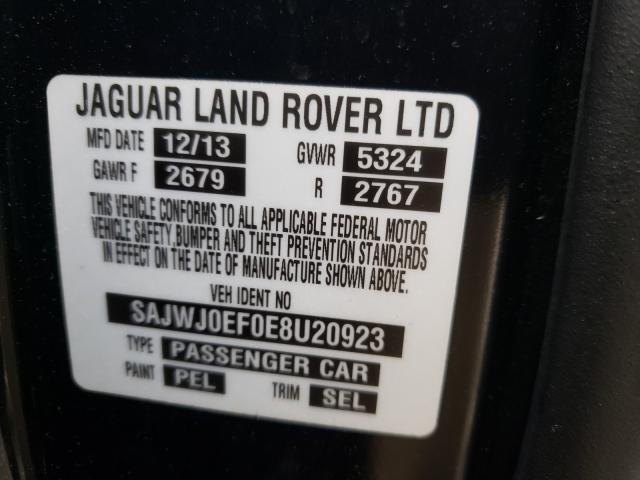 JAGUAR LAND ROVER LTD
MFD DATE 12/13 GVWR 5324
GAWR F 2679 R 2767
THIS VEHICLE CONFORMS TO ALL APPLICABLE FEDERAL MOTOR
VEHICLE SAFETY, BUMPER AND THEFT PREVENTION STANDARDS
IN EFFECT ON THE DATE OF MANUFACTURE SHOWN ABOVE.
VEH IDENT NO
SAJWJ0EF0E8U20923
TYPE PASSENGER CAR
PAINT PEL TRIM SEL